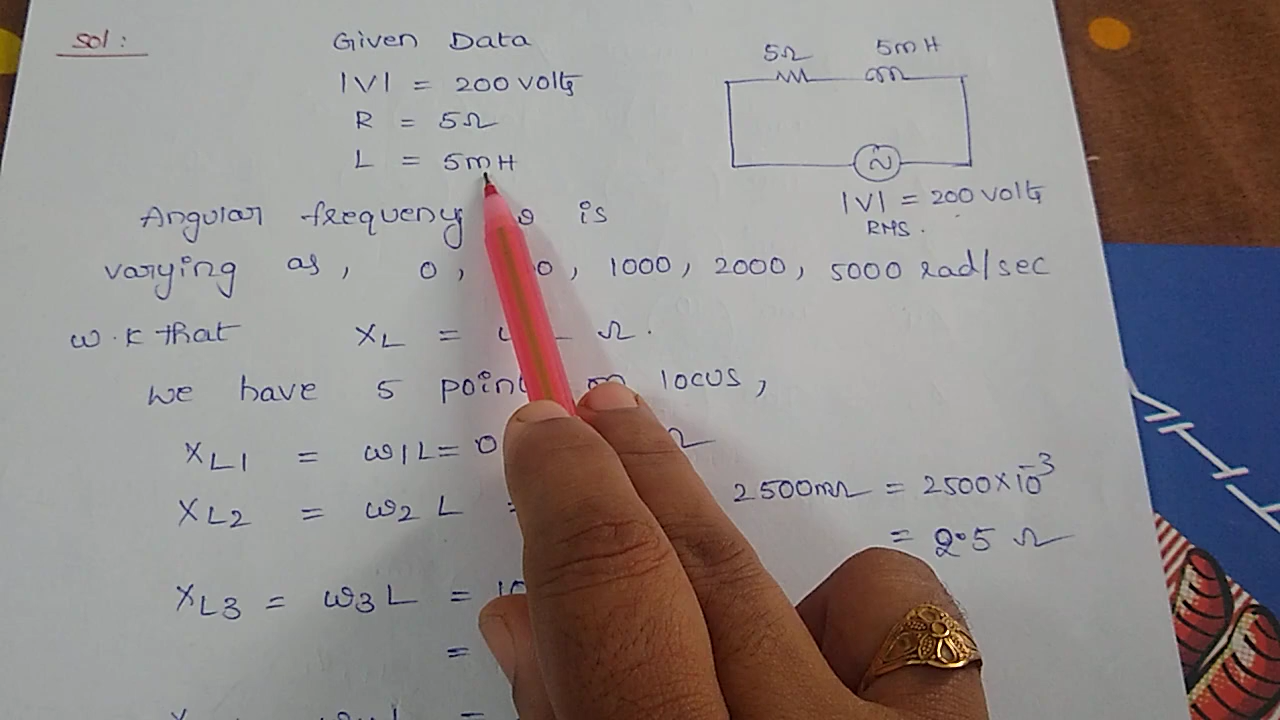 Sol:
Given Data
|V| = 200 volts
R = 5Ω
L = 5mH
5Ω 5mH
|V| = 200 volts
RMS.
Angular frequency is
varying as, 0, 1000, 2000, 5000 rad/sec
w.k that XL = Ω.
We have 5 on locus,
XL1 = ω1L = 0 Ω
XL2 = ω2 L =
2500mΩ = 2500×10⁻³
= 2.5 Ω
XL3 = ω3 L =
=